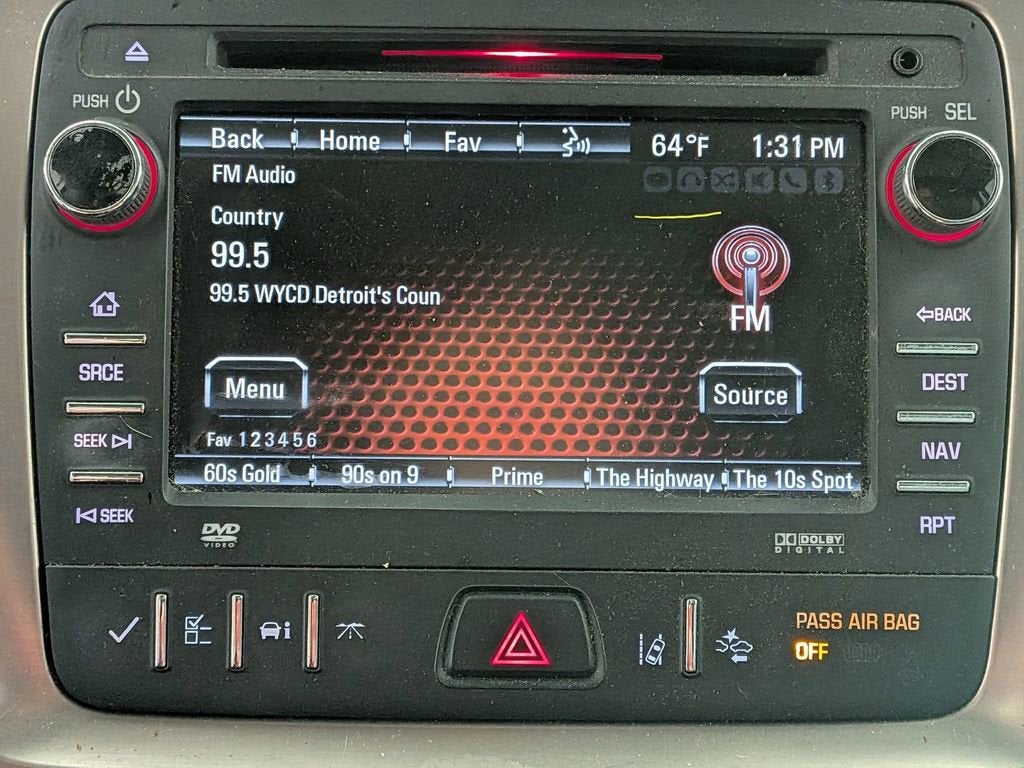 PUSH
PUSH SEL
Back Home Fav 64°F 1:31 PM
FM Audio
Country
99.5
99.5 WYCD Detroit's Coun
FM
BACK
SRCE
DEST
Menu
Source
SEEK
NAV
Fav 1 2 3 4 5 6
60s Gold 90s on 9 Prime The Highway The 10s Spot
SEEK
RPT
DVD
VIDEO
DOLBY
DIGITAL
PASS AIR BAG
OFF